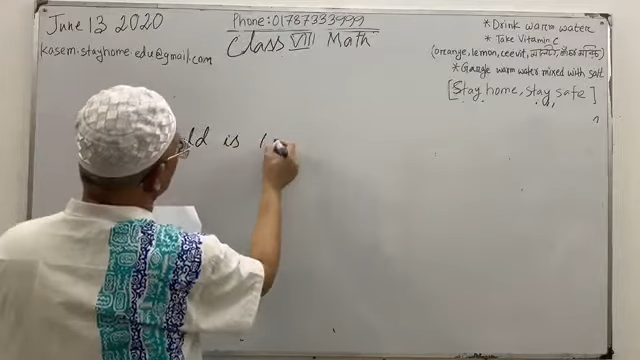 June 13 2020
kasem.stayhome.edu@gmail.com
Phone: 01787333999
Class VIII Math
* Drink warm water
* Take Vitamin C
(orange, lemon, ceevit,
* Gargle warm water mixed with salt
[Stay home, stay safe]
ld is